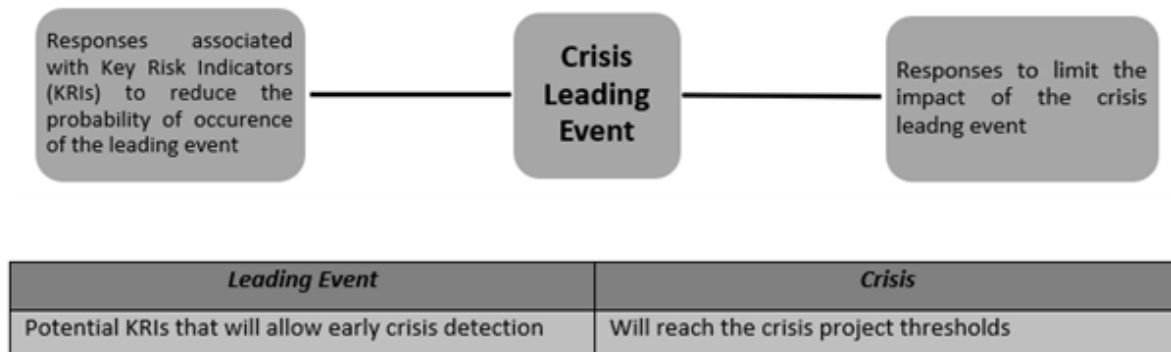 Responses associated
with Key Risk Indicators
(KRIs) to reduce the
probability of occurence
of the leading event
Crisis
Leading
Event
Responses to limit the
impact of the crisis
leadng event
Leading Event
Crisis
Potential KRIs that will allow early crisis detection
Will reach the crisis project thresholds